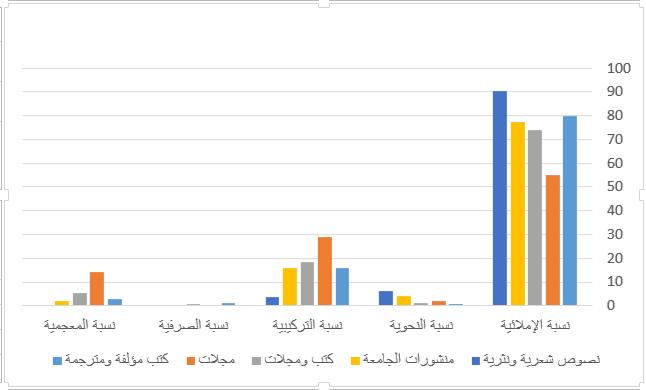 100
90
80
70
60
50
40
30
20
10
0
نسبة الإملائية
نسبة النحوية
نسبة التركيبية
نسبة الصرفية
نسبة المعجمية
نصوص شعرية ونثرية
منشورات الجامعة
كتب ومجلات
مجلات
كتب مؤلفة ومترجمة